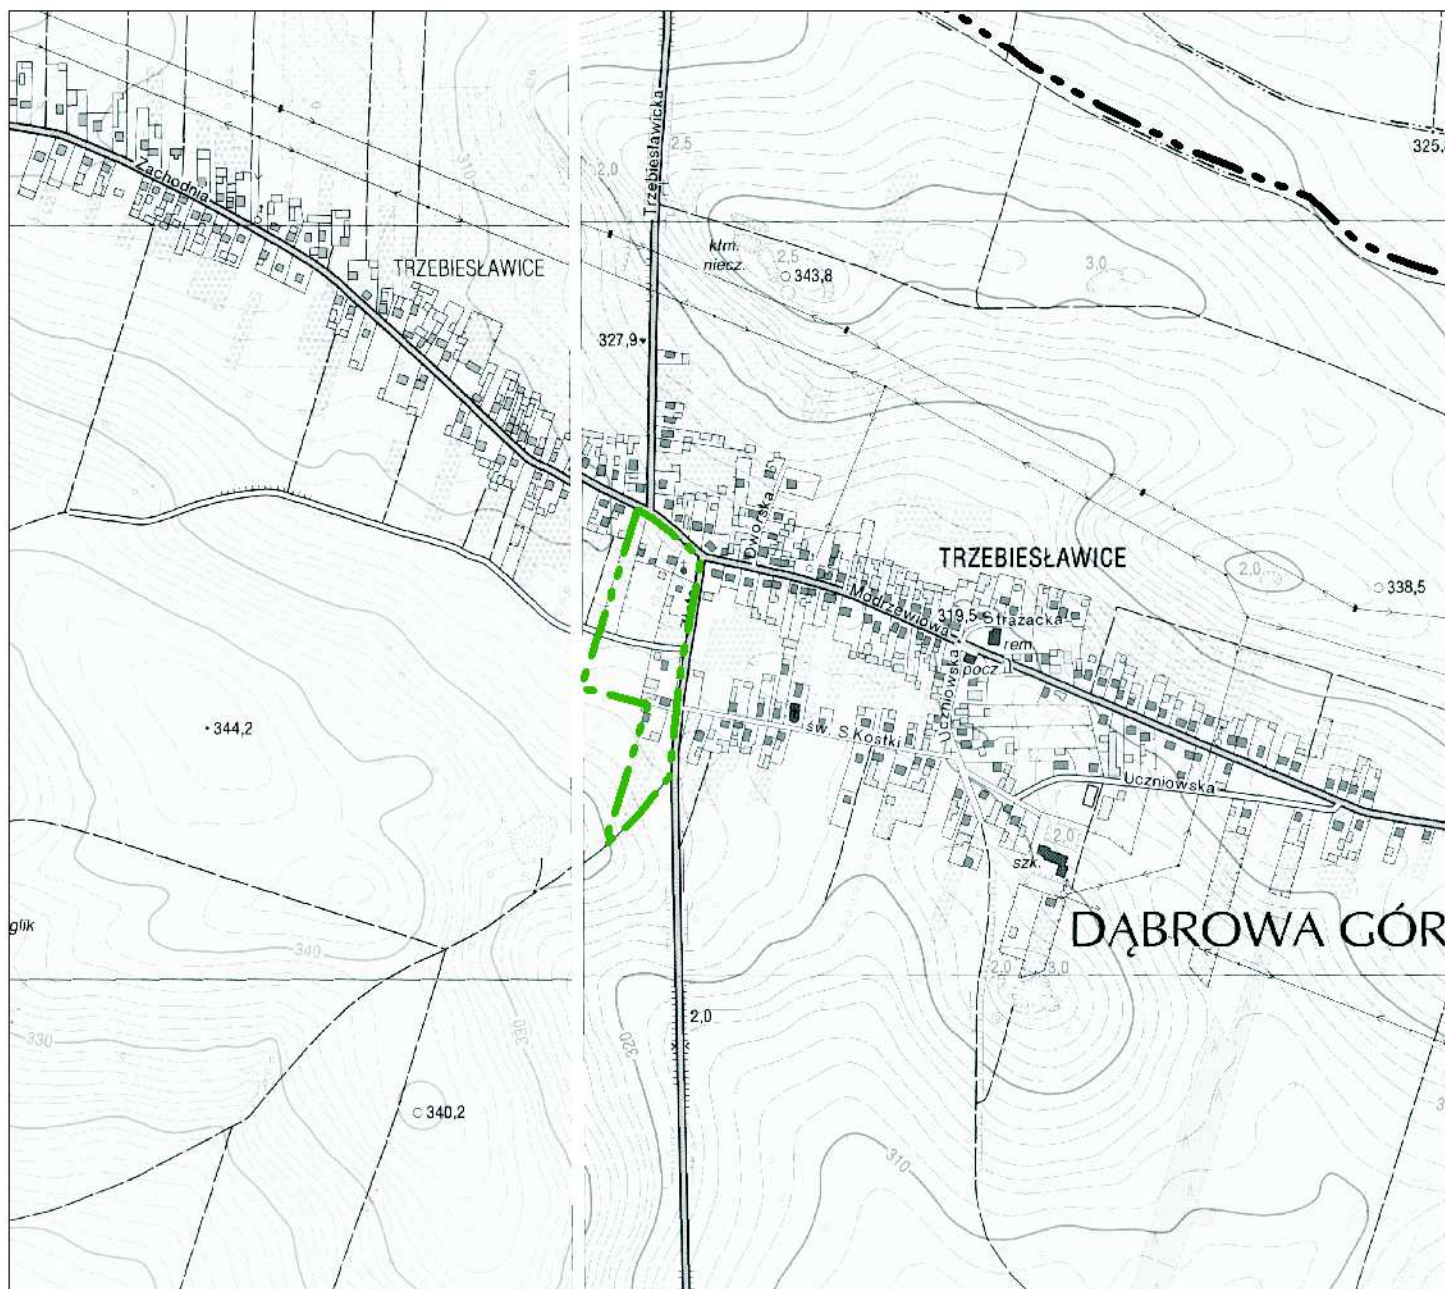 Trzebiesławicka
2,5
2,0
310
325,
Zachodnia
TRZEBIESŁAWICE
kłm.
niecz.
2,5
343,8
3,0
327,9
Dworska
TRZEBIESŁAWICE
2,0
338,5
Modrzewiowa
319,5
Strażacka
rem.
pocz.
Uczniowska
św. S Kostki
344,2
Uczniowska
2,0
szk.
glik
DĄBROWA GÓR
340
2,0
3,0
330
330
320
2,0
340,2
310